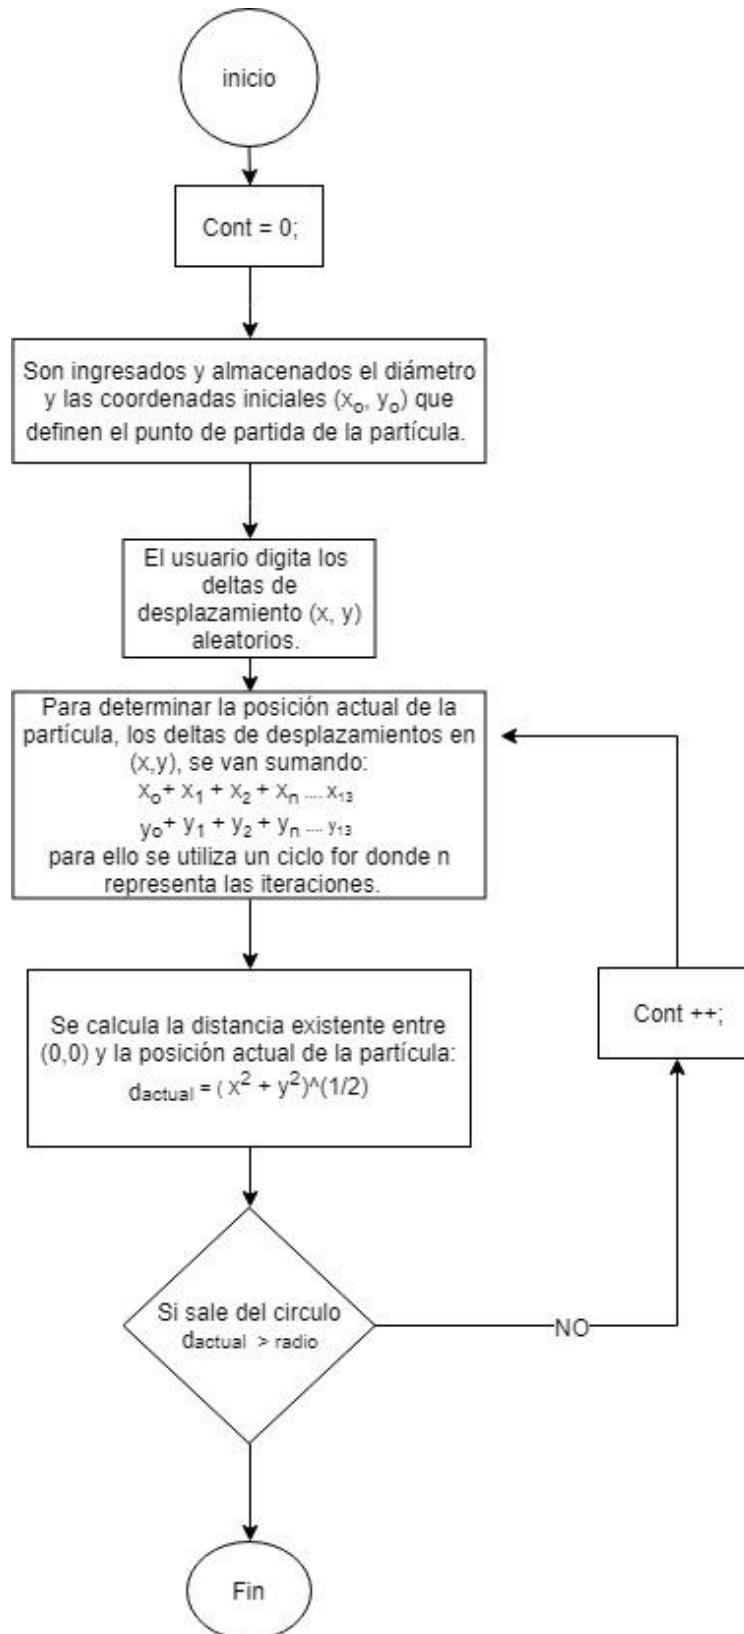 inicio
Cont = 0;
Son ingresados y almacenados el diámetro
y las coordenadas iniciales (xₒ, yₒ) que
definen el punto de partida de la partícula.
El usuario digita los
deltas de
desplazamiento (x, y)
aleatorios.
Para determinar la posición actual de la
partícula, los deltas de desplazamientos en
(x,y), se van sumando:
xₒ+ x₁ + x₂ + xₙ .... x₁₃
yₒ+ y₁ + y₂ + yₙ .... y₁₃
para ello se utiliza un ciclo for donde n
representa las iteraciones.
Se calcula la distancia existente entre
(0,0) y la posición actual de la partícula:
dactual = ( x² + y²)^(1/2)
Cont ++;
Si sale del circulo
dactual > radio
NO
Fin